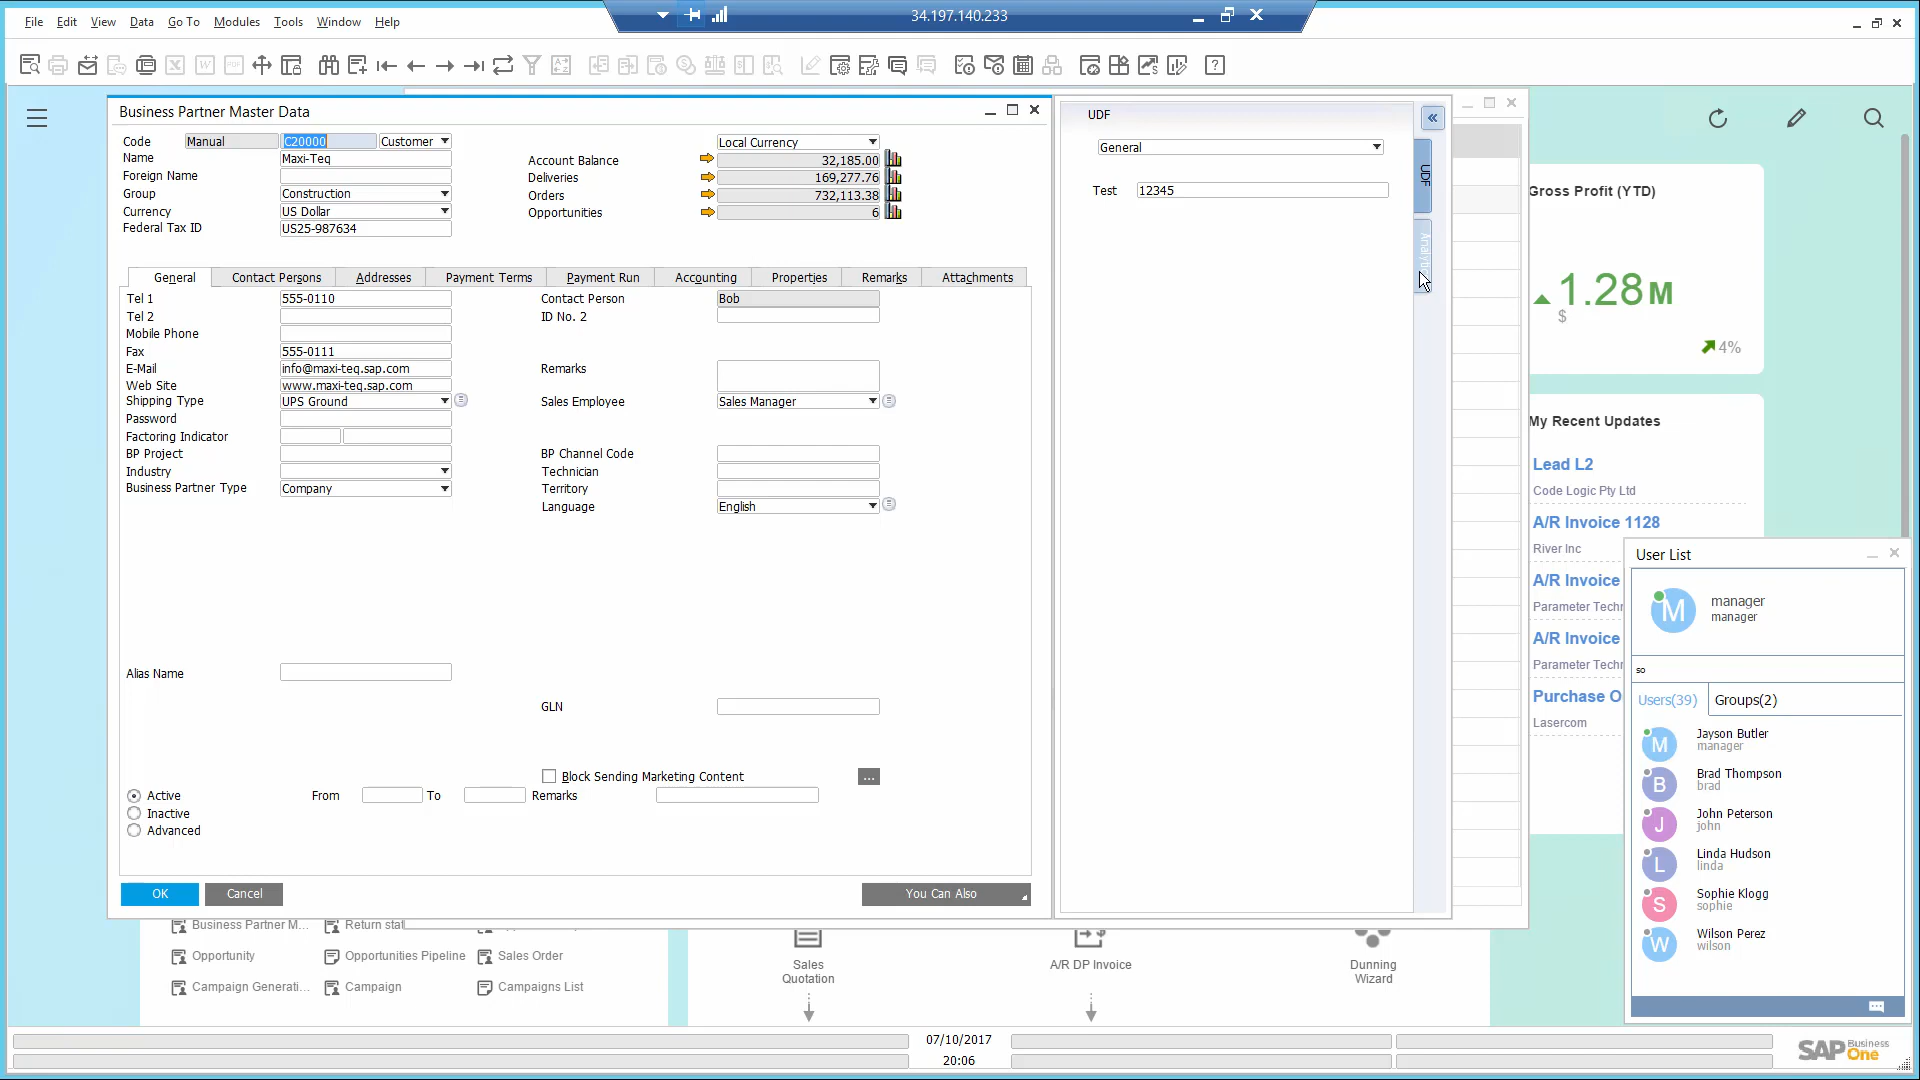 File Edit View Data Go To Modules Tools Window Help
34.197.140.233
Business Partner Master Data
Code Manual C20000 Customer
Name Maxi-Teq
Foreign Name
Group Construction
Currency US Dollar
Federal Tax ID US25-987634
Local Currency
Account Balance 32,185.00
Deliveries 169,277.76
Orders 732,113.38
Opportunities 6
General Contact Persons Addresses Payment Terms Payment Run Accounting Properties Remarks Attachments
Tel 1 555-0110
Tel 2
Mobile Phone
Fax 555-0111
E-Mail info@maxi-teq.sap.com
Web Site www.maxi-teq.sap.com
Shipping Type UPS Ground
Password
Factoring Indicator
BP Project
Industry
Business Partner Type Company
Contact Person Bob
ID No. 2
Remarks
Sales Employee Sales Manager
BP Channel Code
Technician
Territory
Language English
Alias Name
GLN
Block Sending Marketing Content ...
Active From To Remarks
Inactive
Advanced
OK Cancel You Can Also
UDF
General
Test 12345
UDF
Gross Profit (YTD)
1.28 M
$
4%
My Recent Updates
Lead L2
Code Logic Pty Ltd
A/R Invoice 1128
River Inc
A/R Invoice
Parameter Techn
A/R Invoice
Parameter Techn
Purchase O
Lasercom
User List
M manager
manager
so
Users(39) Groups(2)
M Jayson Butler
manager
B Brad Thompson
brad
J John Peterson
john
L Linda Hudson
linda
S Sophie Klogg
sophie
W Wilson Perez
wilson
Business Partner M... Return stat
Opportunity Opportunities Pipeline Sales Order
Campaign Generati... Campaign Campaigns List
Sales
Quotation
A/R DP Invoice
Dunning
Wizard
07/10/2017
20:06
SAP Business
One